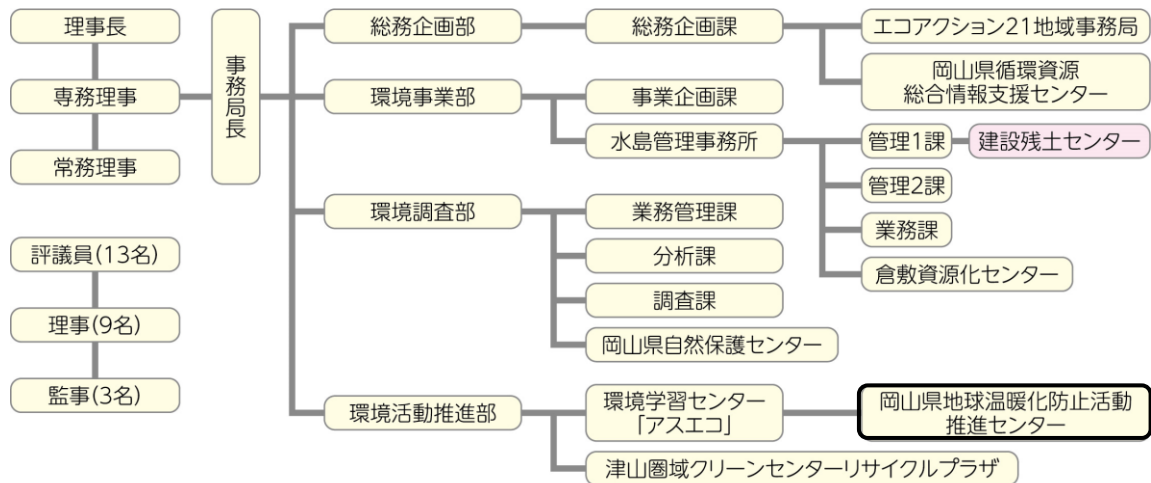 理事長
専務理事
常務理事
評議員(13名)
理事(9名)
監事(3名)
事務局長
総務企画部
総務企画課
エコアクション21地域事務局
岡山県循環資源
総合情報支援センター
環境事業部
事業企画課
水島管理事務所
管理1課
建設残土センター
管理2課
業務課
倉敷資源化センター
環境調査部
業務管理課
分析課
調査課
岡山県自然保護センター
環境活動推進部
環境学習センター
「アスエコ」
岡山県地球温暖化防止活動
推進センター
津山圏域クリーンセンターリサイクルプラザ